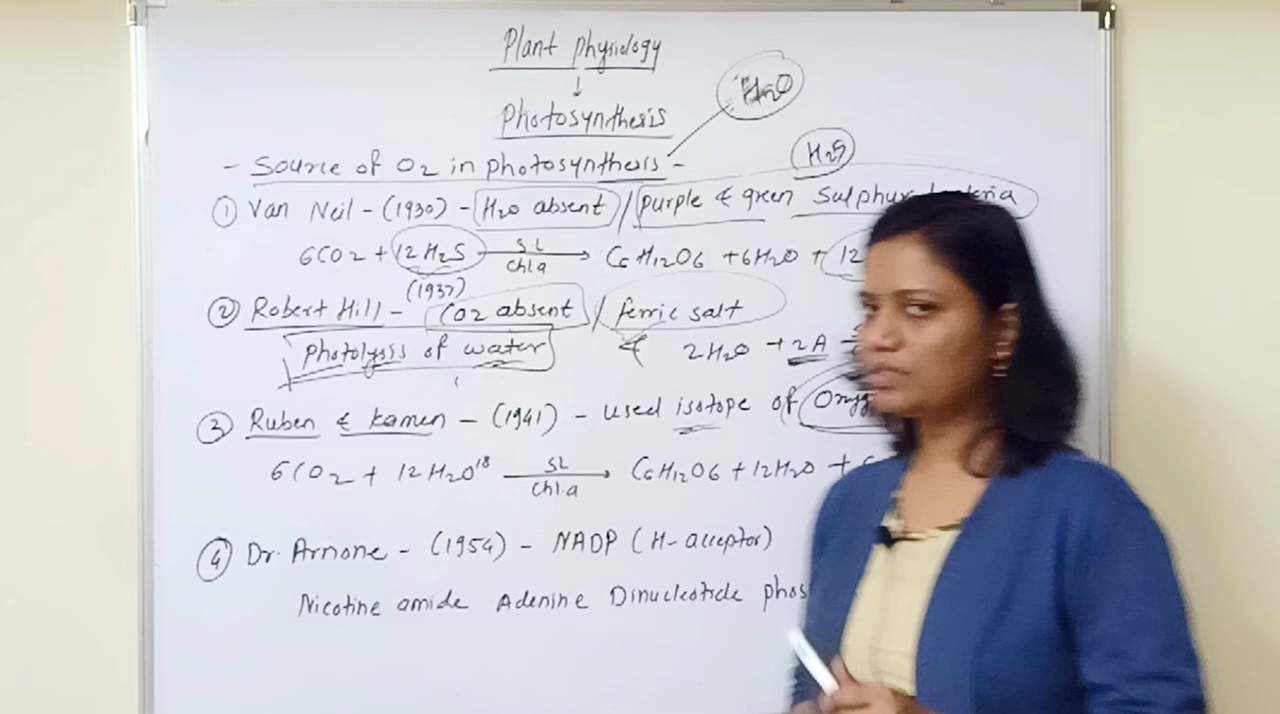 Plant physiology
↓
Photosynthesis
H2O
- Source of O2 in photosynthesis -
H2S
① Van Neil - (1930) - H2O absent / purple & green Sulphur bacteria
6CO2 + 12H2S SL/Chl.a → C6H12O6 + 6H2O + 12
(1937)
② Robert Hill - CO2 absent / ferric salt
Photolysis of water 2H2O + 2A
③ Ruben & Kamen - (1941) - used isotope of Oxyg
6CO2 + 12H2O18 SL/Chl.a → C6H12O6 + 12H2O + 6
④ Dr. Arnone - (1954) - NADP (H-acceptor)
Nicotine amide Adenine Dinucleotide phos